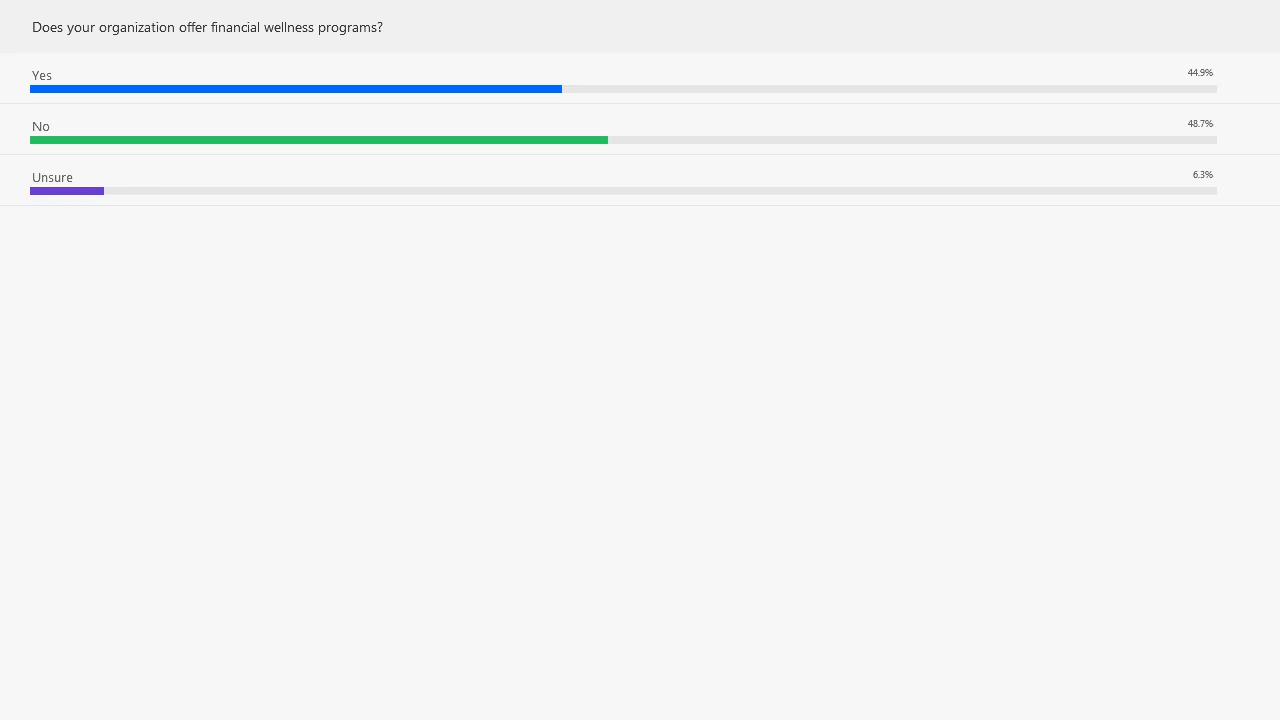 Does your organization offer financial wellness programs?
Yes
44.9%
No
48.7%
Unsure
6.3%